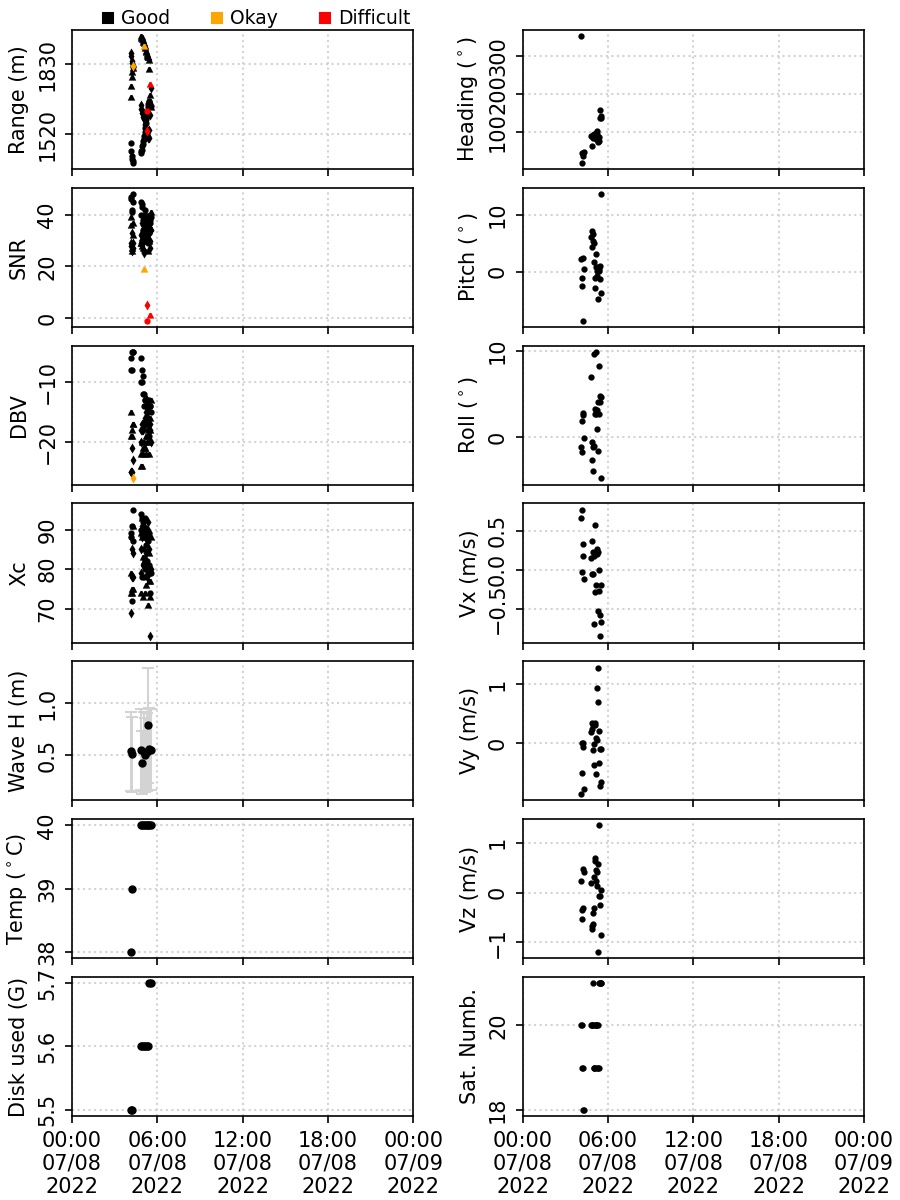 Good Okay Difficult
Range (m)
1830
1520
Heading (°)
300
200
100
SNR
40
20
0
Pitch (°)
10
0
DBV
−10
−20
Roll (°)
10
0
Xc
90
80
70
Vx (m/s)
0.5
0.0
−0.5
Wave H (m)
1.0
0.5
Vy (m/s)
1
0
Temp (°C)
40
39
38
Vz (m/s)
1
0
−1
Disk used (G)
5.7
5.6
5.5
Sat. Numb.
20
18
00:00 06:00 12:00 18:00 00:00
07/08 07/08 07/08 07/08 07/09
2022 2022 2022 2022 2022
00:00 06:00 12:00 18:00 00:00
07/08 07/08 07/08 07/08 07/09
2022 2022 2022 2022 2022